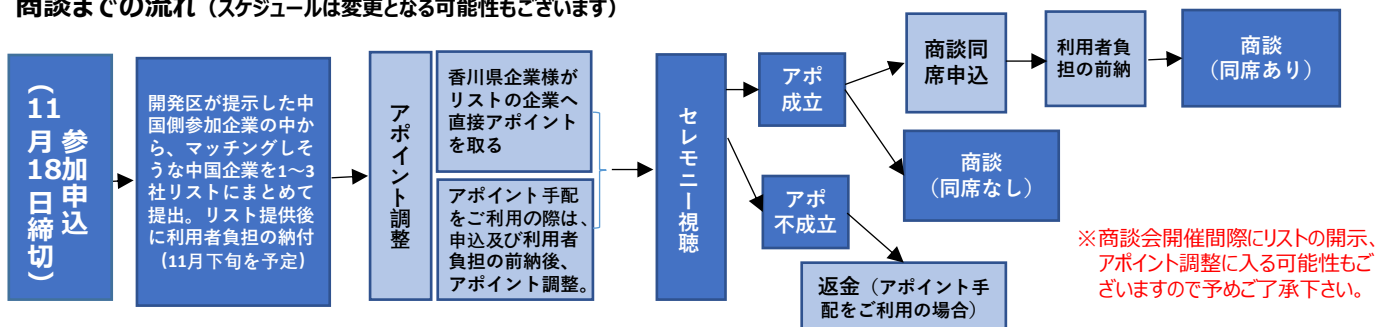 商談までの流れ（スケジュールは変更となる可能性もございます）
参加申込
（11月18日締切）
開発区が提示した中
国側参加企業の中か
ら、マッチングしそ
うな中国企業を1～3
社リストにまとめて
提出。リスト提供後
に利用者負担の納付
（11月下旬を予定）
アポイント調整
香川県企業様が
リストの企業へ
直接アポイント
を取る
アポイント手配
をご利用の際は、
申込及び利用者
負担の前納後、
アポイント調整。
セレモニー視聴
アポ
成立
商談同
席申込
利用者負
担の前納
商談
（同席あり）
商談
（同席なし）
アポ
不成立
返金（アポイント手
配をご利用の場合）
※商談会開催間際にリストの開示、
アポイント調整に入る可能性もご
ざいますので予めご了承下さい。